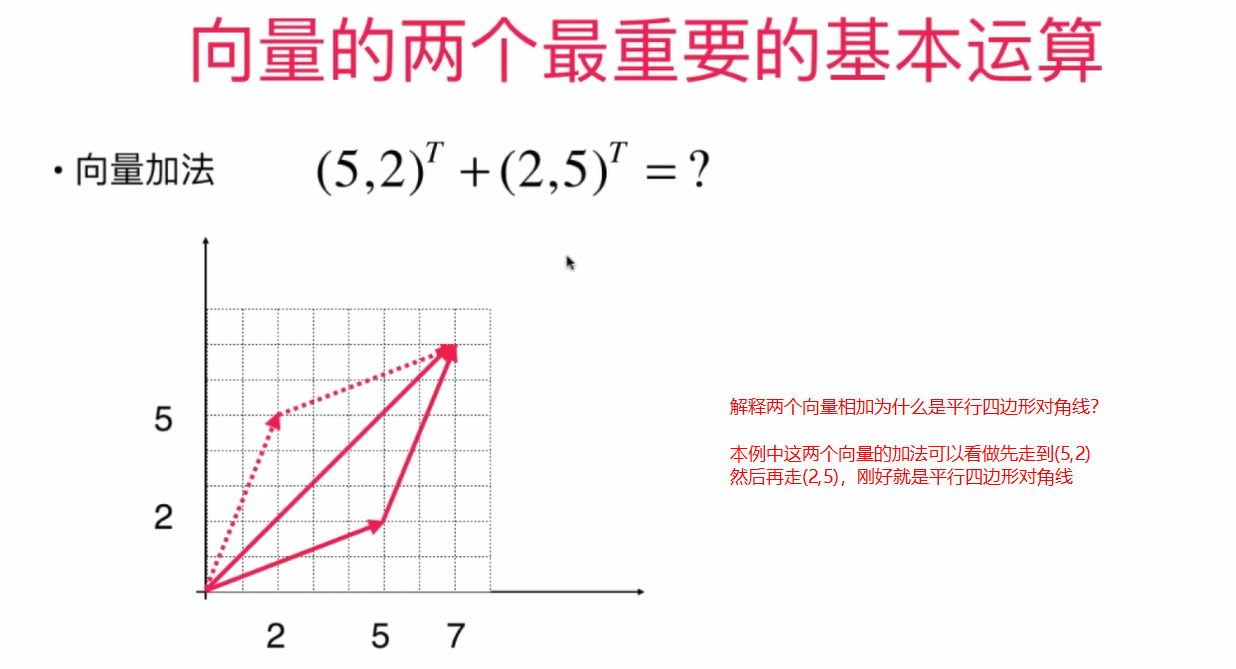 向量的两个最重要的基本运算
• 向量加法 (5,2)^T + (2,5)^T = ?
解释两个向量相加为什么是平行四边形对角线?
5
本例中这两个向量的加法可以看做先走到(5,2)
然后再走(2,5)，刚好就是平行四边形对角线
2
2 5 7